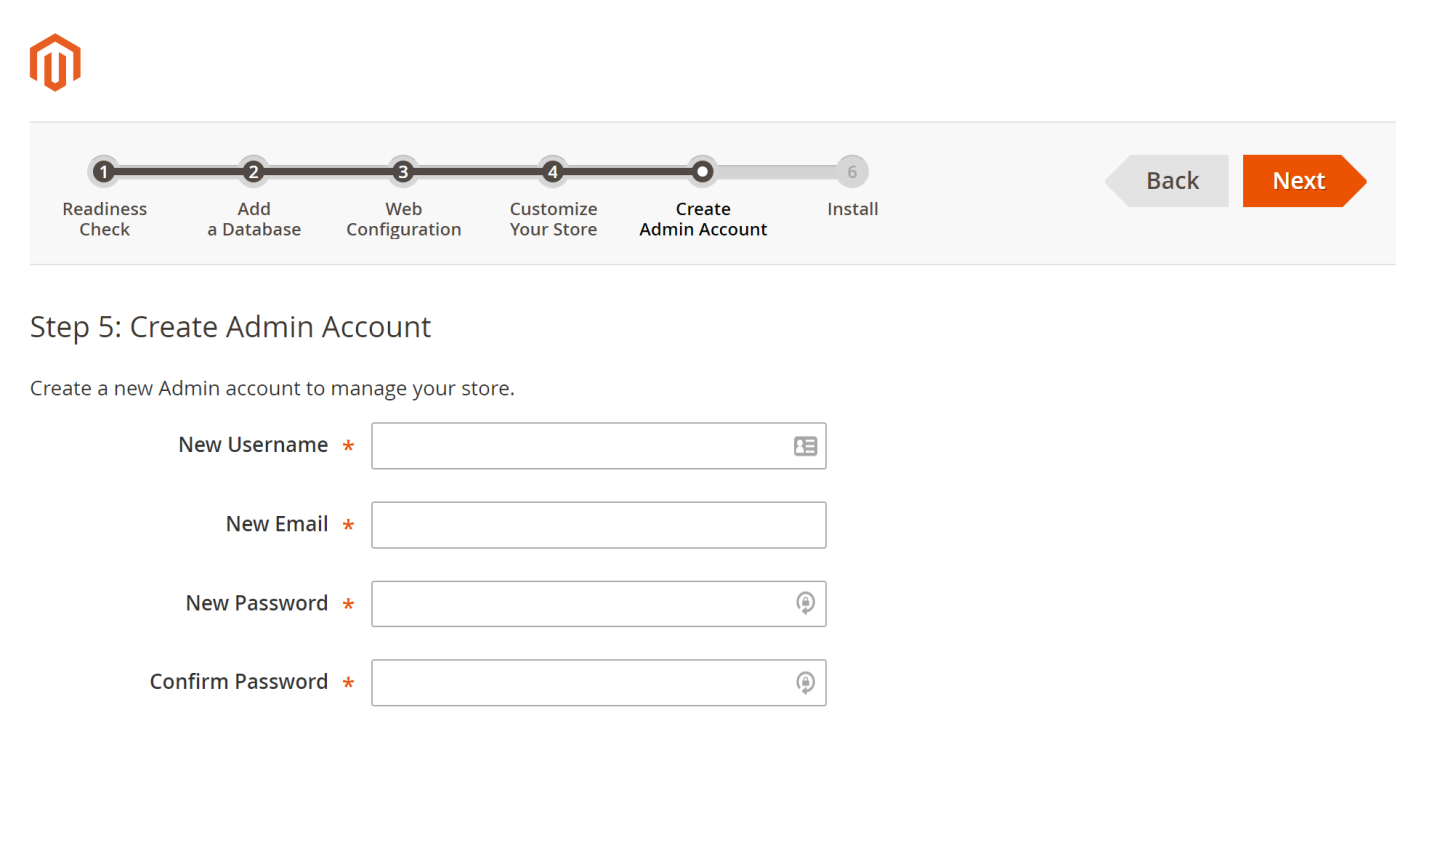 1 2 3 4 6
Readiness Check
Add a Database
Web Configuration
Customize Your Store
Create Admin Account
Install
Back
Next
Step 5: Create Admin Account
Create a new Admin account to manage your store.
New Username *
New Email *
New Password *
Confirm Password *